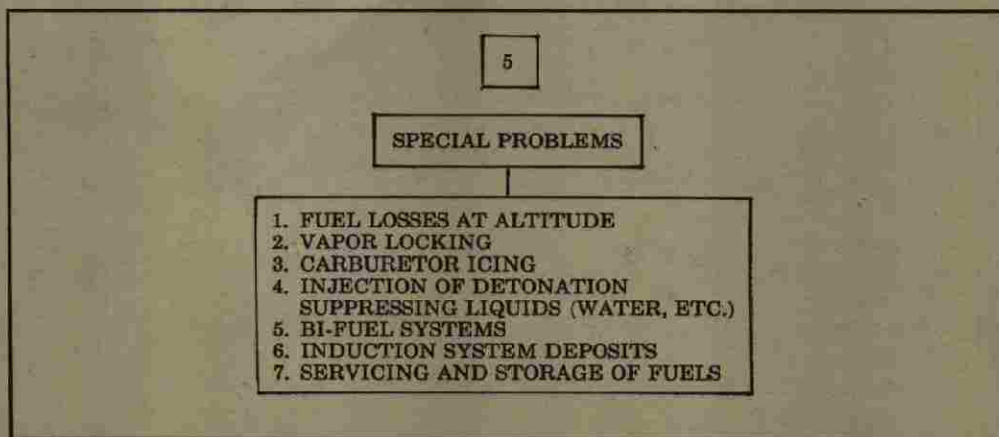 5
SPECIAL PROBLEMS
1. FUEL LOSSES AT ALTITUDE
2. VAPOR LOCKING
3. CARBURETOR ICING
4. INJECTION OF DETONATION
SUPPRESSING LIQUIDS (WATER, ETC.)
5. BI-FUEL SYSTEMS
6. INDUCTION SYSTEM DEPOSITS
7. SERVICING AND STORAGE OF FUELS